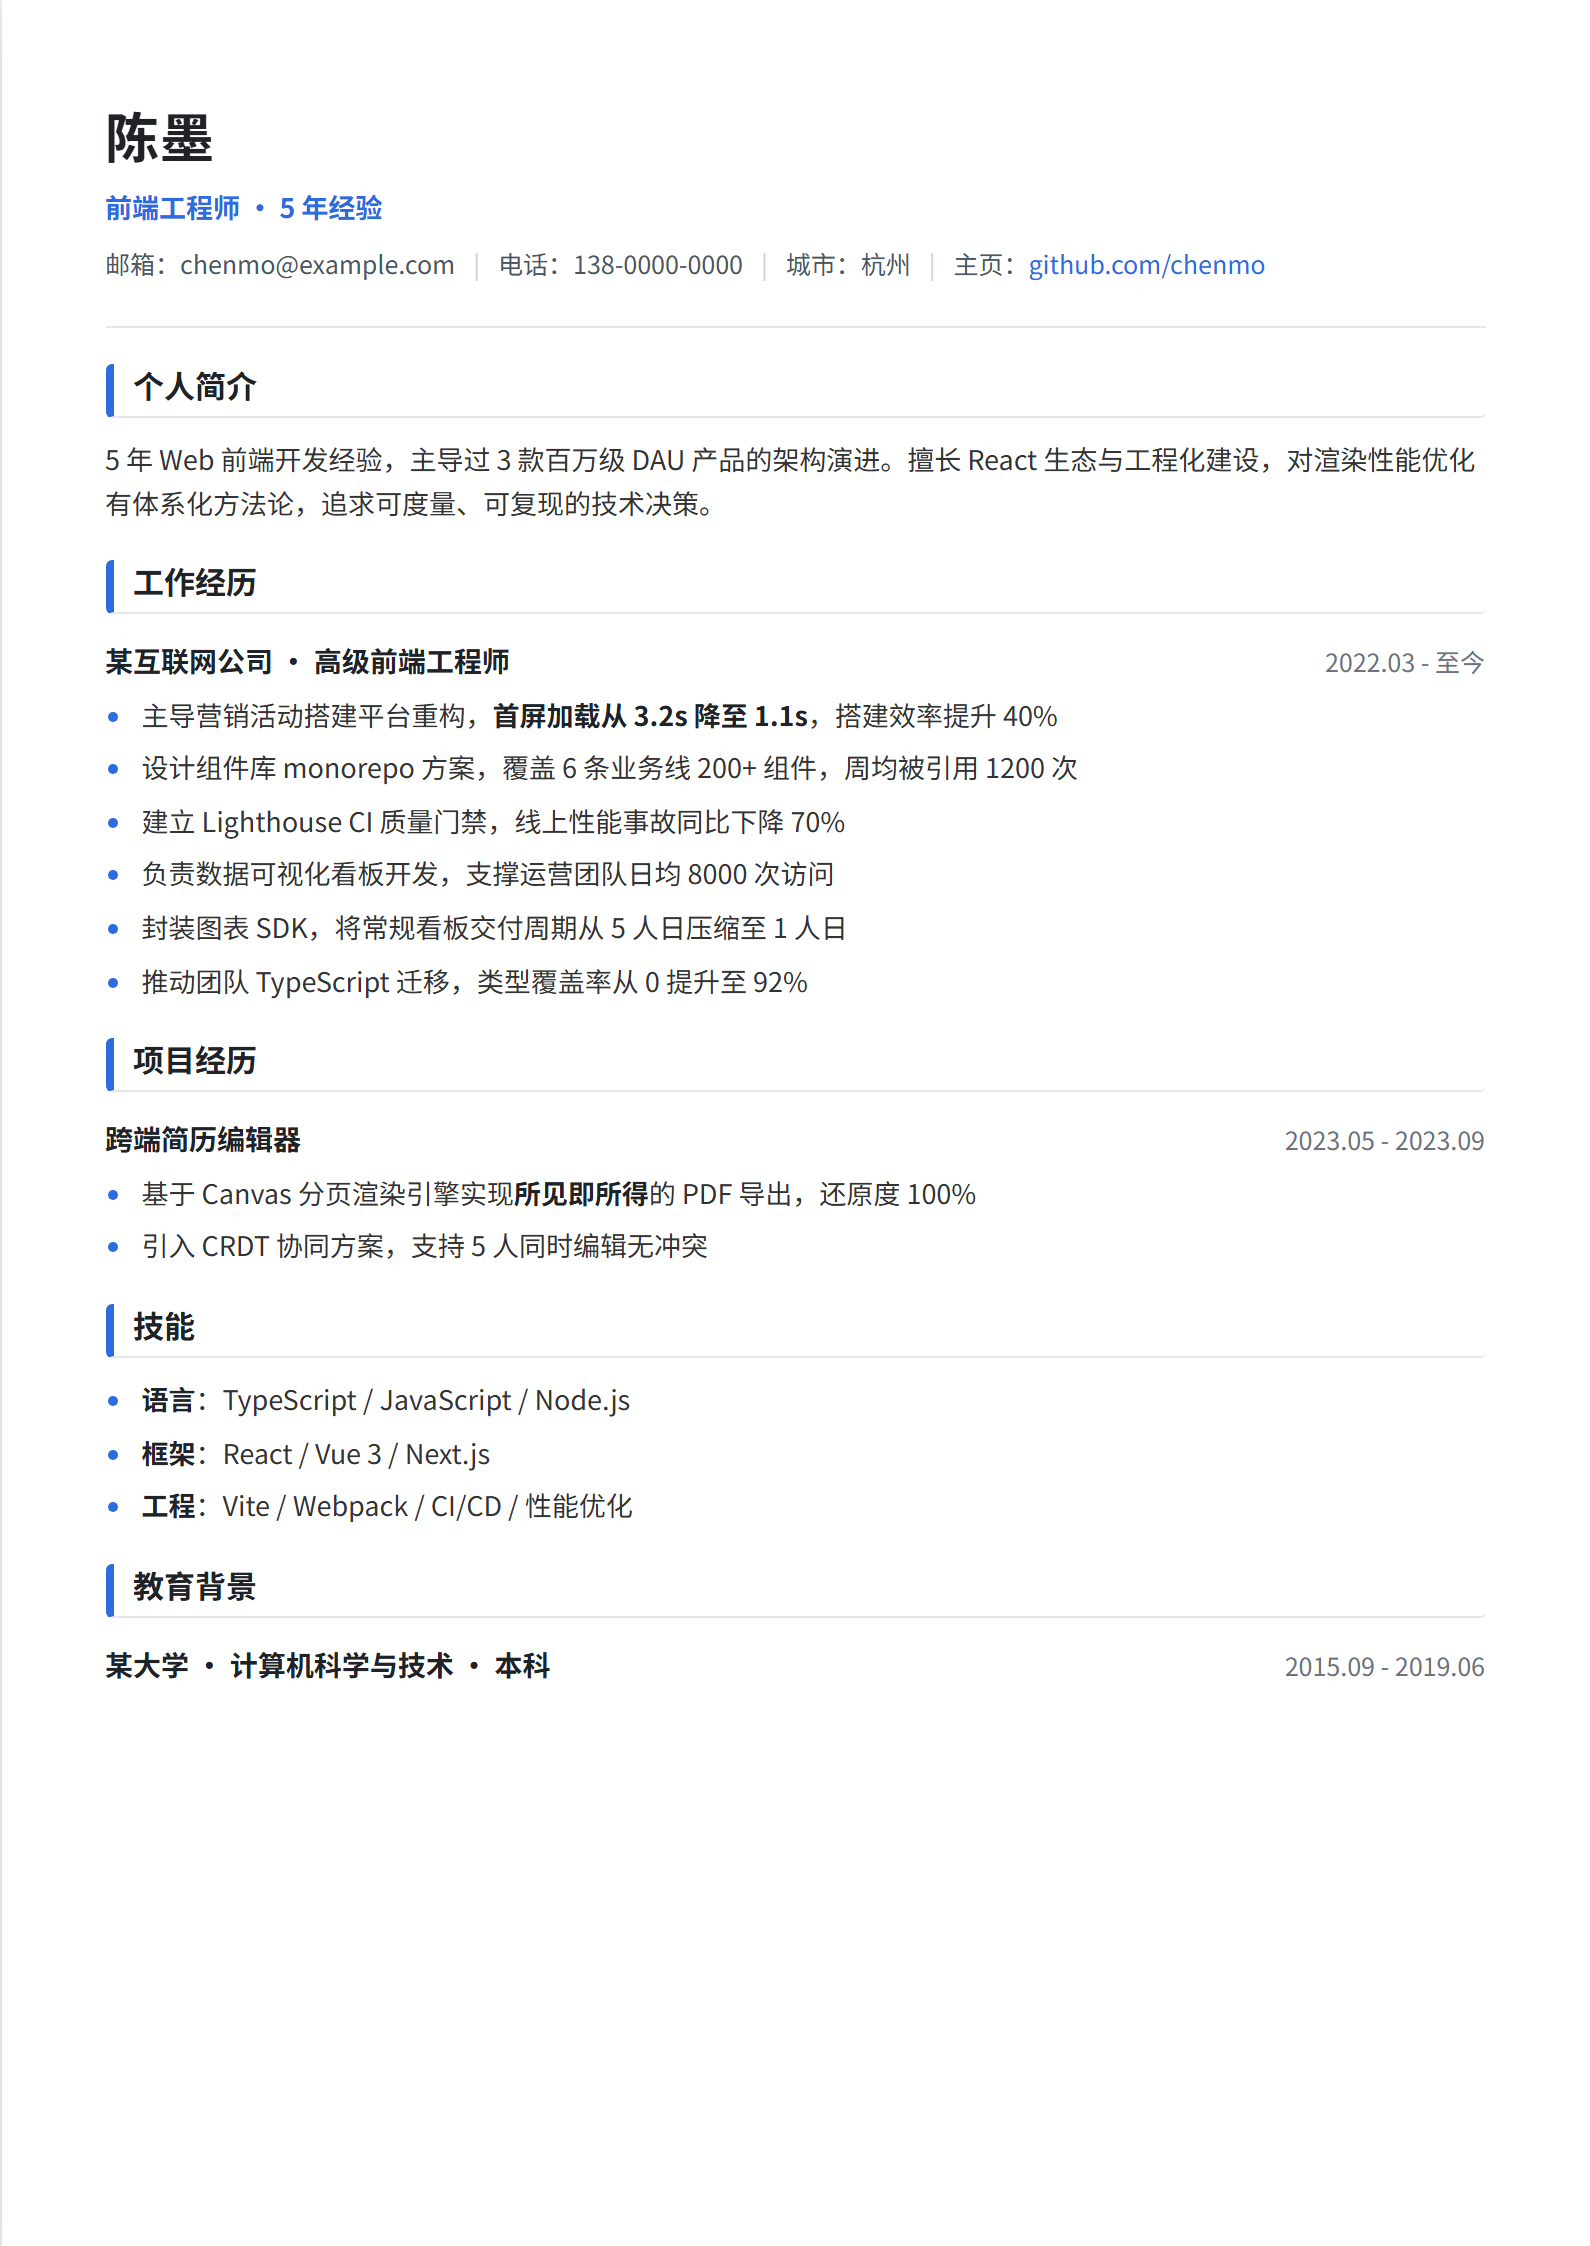 陈墨
前端工程师 · 5 年经验
邮箱：chenmo@example.com | 电话：138-0000-0000 | 城市：杭州 | 主页：github.com/chenmo
个人简介
5 年 Web 前端开发经验，主导过 3 款百万级 DAU 产品的架构演进。擅长 React 生态与工程化建设，对渲染性能优化
有体系化方法论，追求可度量、可复现的技术决策。
工作经历
某互联网公司 · 高级前端工程师 2022.03 - 至今
• 主导营销活动搭建平台重构，首屏加载从 3.2s 降至 1.1s，搭建效率提升 40%
• 设计组件库 monorepo 方案，覆盖 6 条业务线 200+ 组件，周均被引用 1200 次
• 建立 Lighthouse CI 质量门禁，线上性能事故同比下降 70%
• 负责数据可视化看板开发，支撑运营团队日均 8000 次访问
• 封装图表 SDK，将常规看板交付周期从 5 人日压缩至 1 人日
• 推动团队 TypeScript 迁移，类型覆盖率从 0 提升至 92%
项目经历
跨端简历编辑器 2023.05 - 2023.09
• 基于 Canvas 分页渲染引擎实现所见即所得的 PDF 导出，还原度 100%
• 引入 CRDT 协同方案，支持 5 人同时编辑无冲突
技能
• 语言：TypeScript / JavaScript / Node.js
• 框架：React / Vue 3 / Next.js
• 工程：Vite / Webpack / CI/CD / 性能优化
教育背景
某大学 · 计算机科学与技术 · 本科 2015.09 - 2019.06